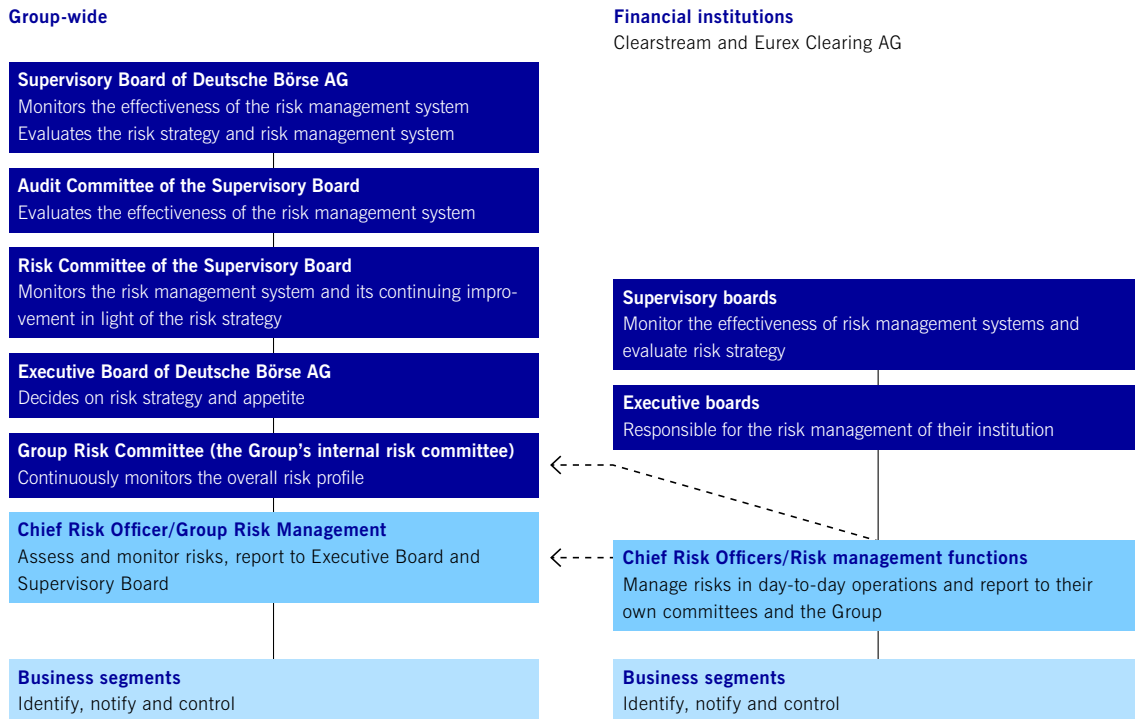 Group-wide
Supervisory Board of Deutsche Börse AG
Monitors the effectiveness of the risk management system
Evaluates the risk strategy and risk management system
Audit Committee of the Supervisory Board
Evaluates the effectiveness of the risk management system
Risk Committee of the Supervisory Board
Monitors the risk management system and its continuing impro-
vement in light of the risk strategy
Executive Board of Deutsche Börse AG
Decides on risk strategy and appetite
Group Risk Committee (the Group's internal risk committee)
Continuously monitors the overall risk profile
Chief Risk Officer/Group Risk Management
Assess and monitor risks, report to Executive Board and
Supervisory Board
Business segments
Identify, notify and control
Financial institutions
Clearstream and Eurex Clearing AG
Supervisory boards
Monitor the effectiveness of risk management systems and
evaluate risk strategy
Executive boards
Responsible for the risk management of their institution
Chief Risk Officers/Risk management functions
Manage risks in day-to-day operations and report to their
own committees and the Group
Business segments
Identify, notify and control